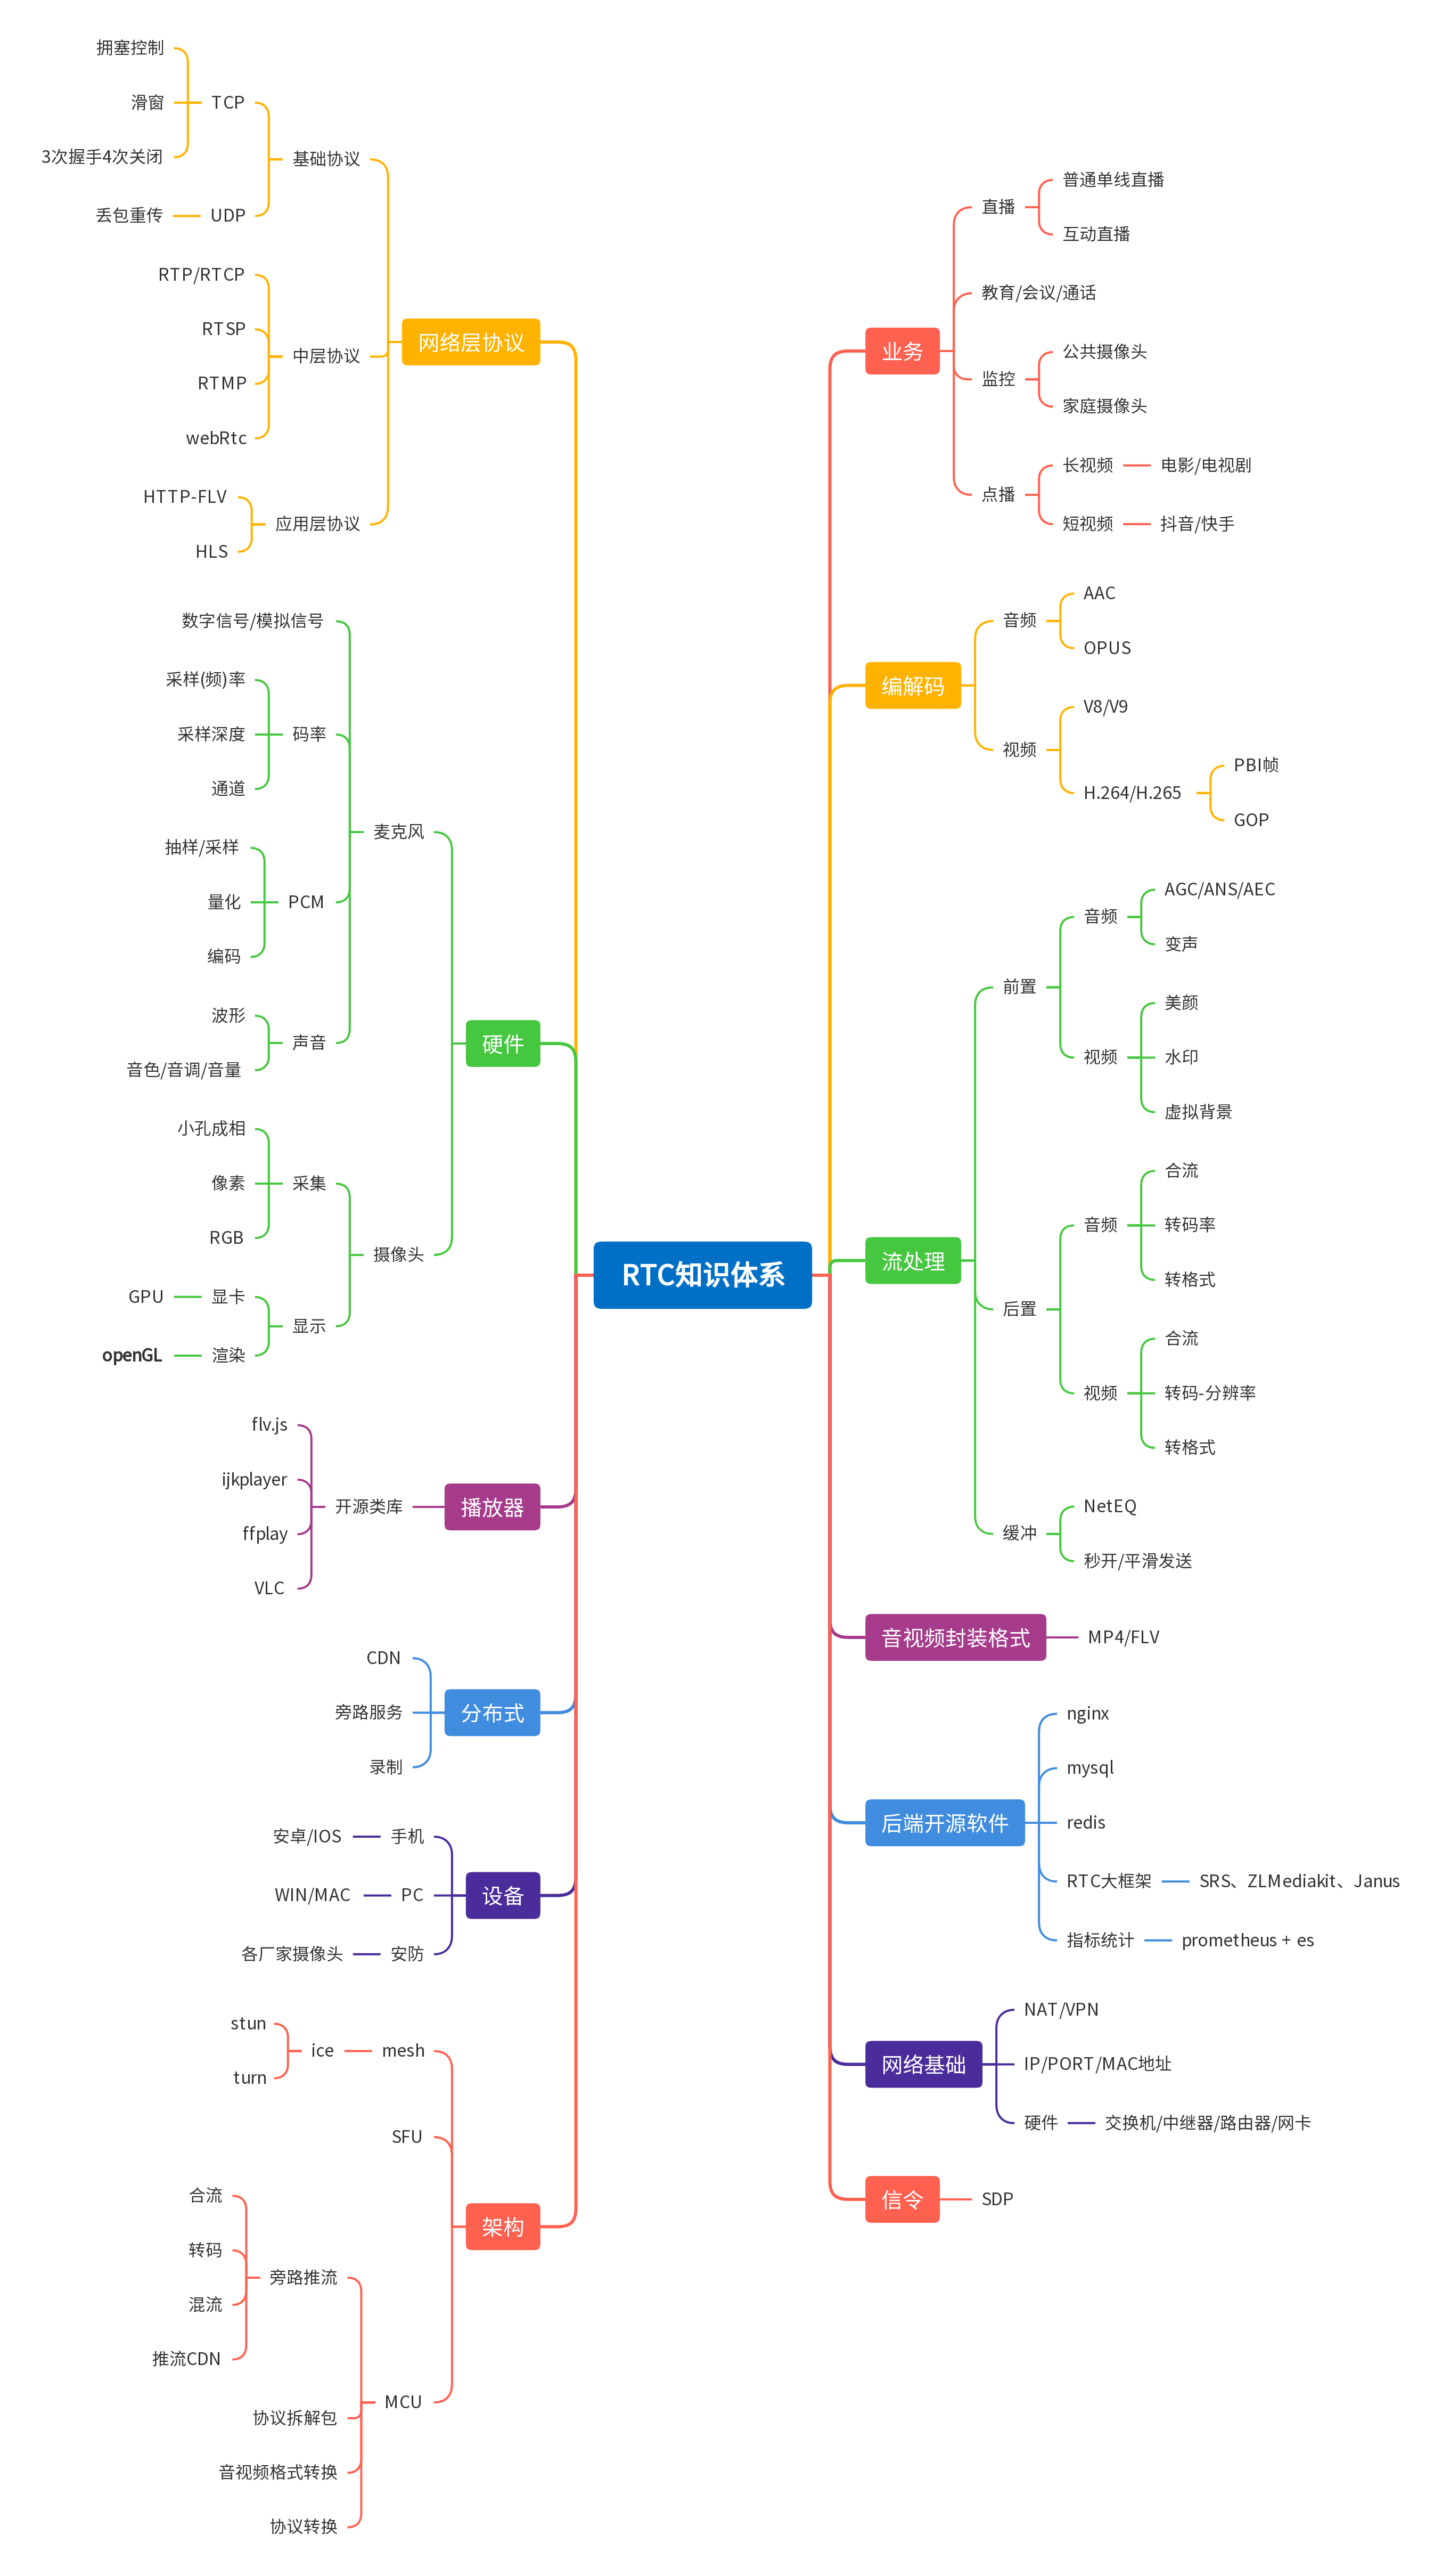 RTC知识体系
业务
直播
普通单线直播
互动直播
教育/会议/通话
监控
公共摄像头
家庭摄像头
点播
长视频
电影/电视剧
短视频
抖音/快手
编解码
音频
AAC
OPUS
视频
V8/V9
H.264/H.265
PBI帧
GOP
流处理
前置
音频
AGC/ANS/AEC
变声
视频
美颜
水印
虚拟背景
后置
音频
合流
转码率
转格式
视频
合流
转码-分辨率
转格式
缓冲
NetEQ
秒开/平滑发送
音视频封装格式
MP4/FLV
后端开源软件
nginx
mysql
redis
RTC大框架
SRS、ZLMediakit、Janus
指标统计
prometheus + es
网络基础
NAT/VPN
IP/PORT/MAC地址
硬件
交换机/中继器/路由器/网卡
信令
SDP
网络层协议
基础协议
TCP
拥塞控制
滑窗
3次握手4次关闭
UDP
丢包重传
中层协议
RTP/RTCP
RTSP
RTMP
webRtc
应用层协议
HTTP-FLV
HLS
硬件
麦克风
数字信号/模拟信号
码率
采样(频)率
采样深度
通道
PCM
抽样/采样
量化
编码
声音
波形
音色/音调/音量
摄像头
采集
小孔成相
像素
RGB
显示
显卡
GPU
渲染
openGL
播放器
开源类库
flv.js
ijkplayer
ffplay
VLC
分布式
CDN
旁路服务
录制
设备
手机
安卓/IOS
PC
WIN/MAC
安防
各厂家摄像头
架构
mesh
ice
stun
turn
SFU
MCU
旁路推流
合流
转码
混流
推流CDN
协议拆解包
音视频格式转换
协议转换